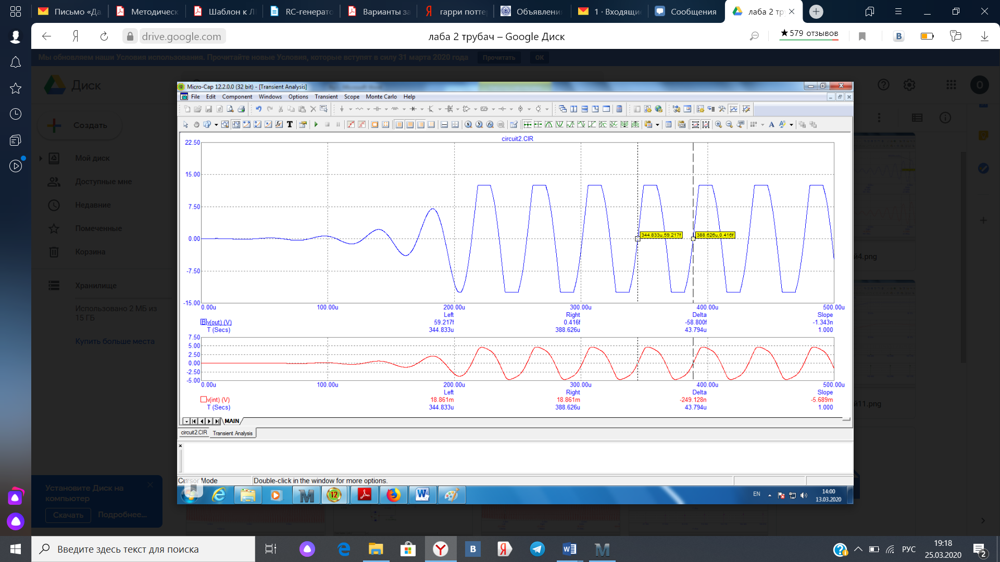 Письмо «Да
Методическ
Шаблон к Л
RC-генерато
Варианты за
гарри потте
Объявления
1 · Входящи
Сообщения
лаба 2 тру
drive.google.com
лаба 2 трубач – Google Диск
★579 отзывов
Мы обновляем наши Условия использования. Прочитайте новые Условия, которые вступят в силу 31 марта 2020 года
Прочитать
ОК
Диск
Создать
Мой диск
Доступные мне
Недавние
Помеченные
Корзина
Хранилище
Использовано 2 МБ из
15 ГБ
Купить больше места
Micro-Cap 12.2.0.0 (32 bit) - [Transient Analysis]
File Edit Component Windows Options Transient Scope Monte Carlo Help
circuit2.CIR
22.50
15.00
7.50
0.00
-7.50
-15.00
344.833u,59.217f
388.626u,0.416f
0.00u 100.00u 200.00u 300.00u 400.00u 500.00u
Left Right Delta Slope
v(out) (V) 59.217f 0.416f -58.800f -1.343n
T (Secs) 344.833u 388.626u 43.794u 1.000
7.50
5.00
2.50
0.00
-2.50
-5.00
0.00u 100.00u 200.00u 300.00u 400.00u 500.00u
Left Right Delta Slope
v(int) (V) 18.861m 18.861m -249.128n -5.689m
T (Secs) 344.833u 388.626u 43.794u 1.000
MAIN
circuit2.CIR Transient Analysis
Mode
Double-click in the window for more options.
EN
14:00
13.03.2020
й4.png
й11.png
Установите Диск на
компьютер
Скачать
Подробнее...
Введите здесь текст для поиска
РУС
19:18
25.03.2020
2